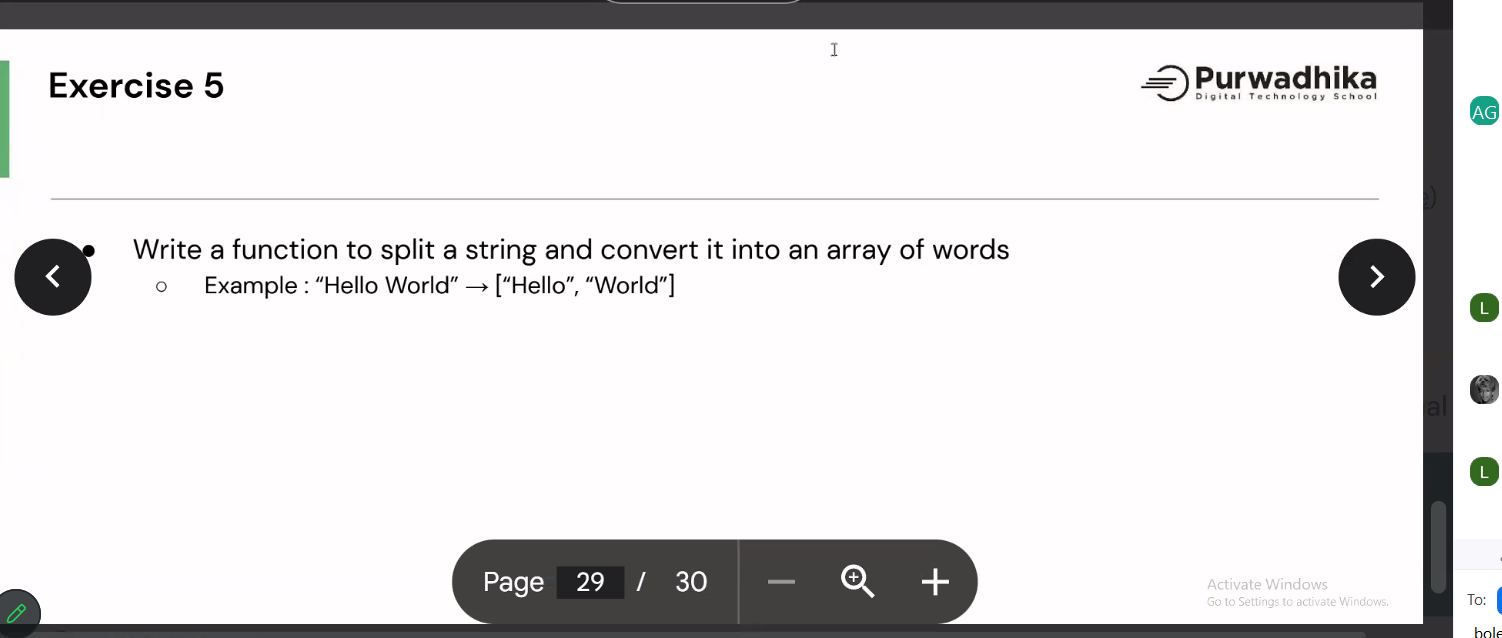 Exercise 5
Purwadhika
Digital Technology School
AG
• Write a function to split a string and convert it into an array of words
○ Example : “Hello World” → [“Hello”, “World”]
L
al
L
Page 29 / 30
Activate Windows
Go to Settings to activate Windows.
To:
bole